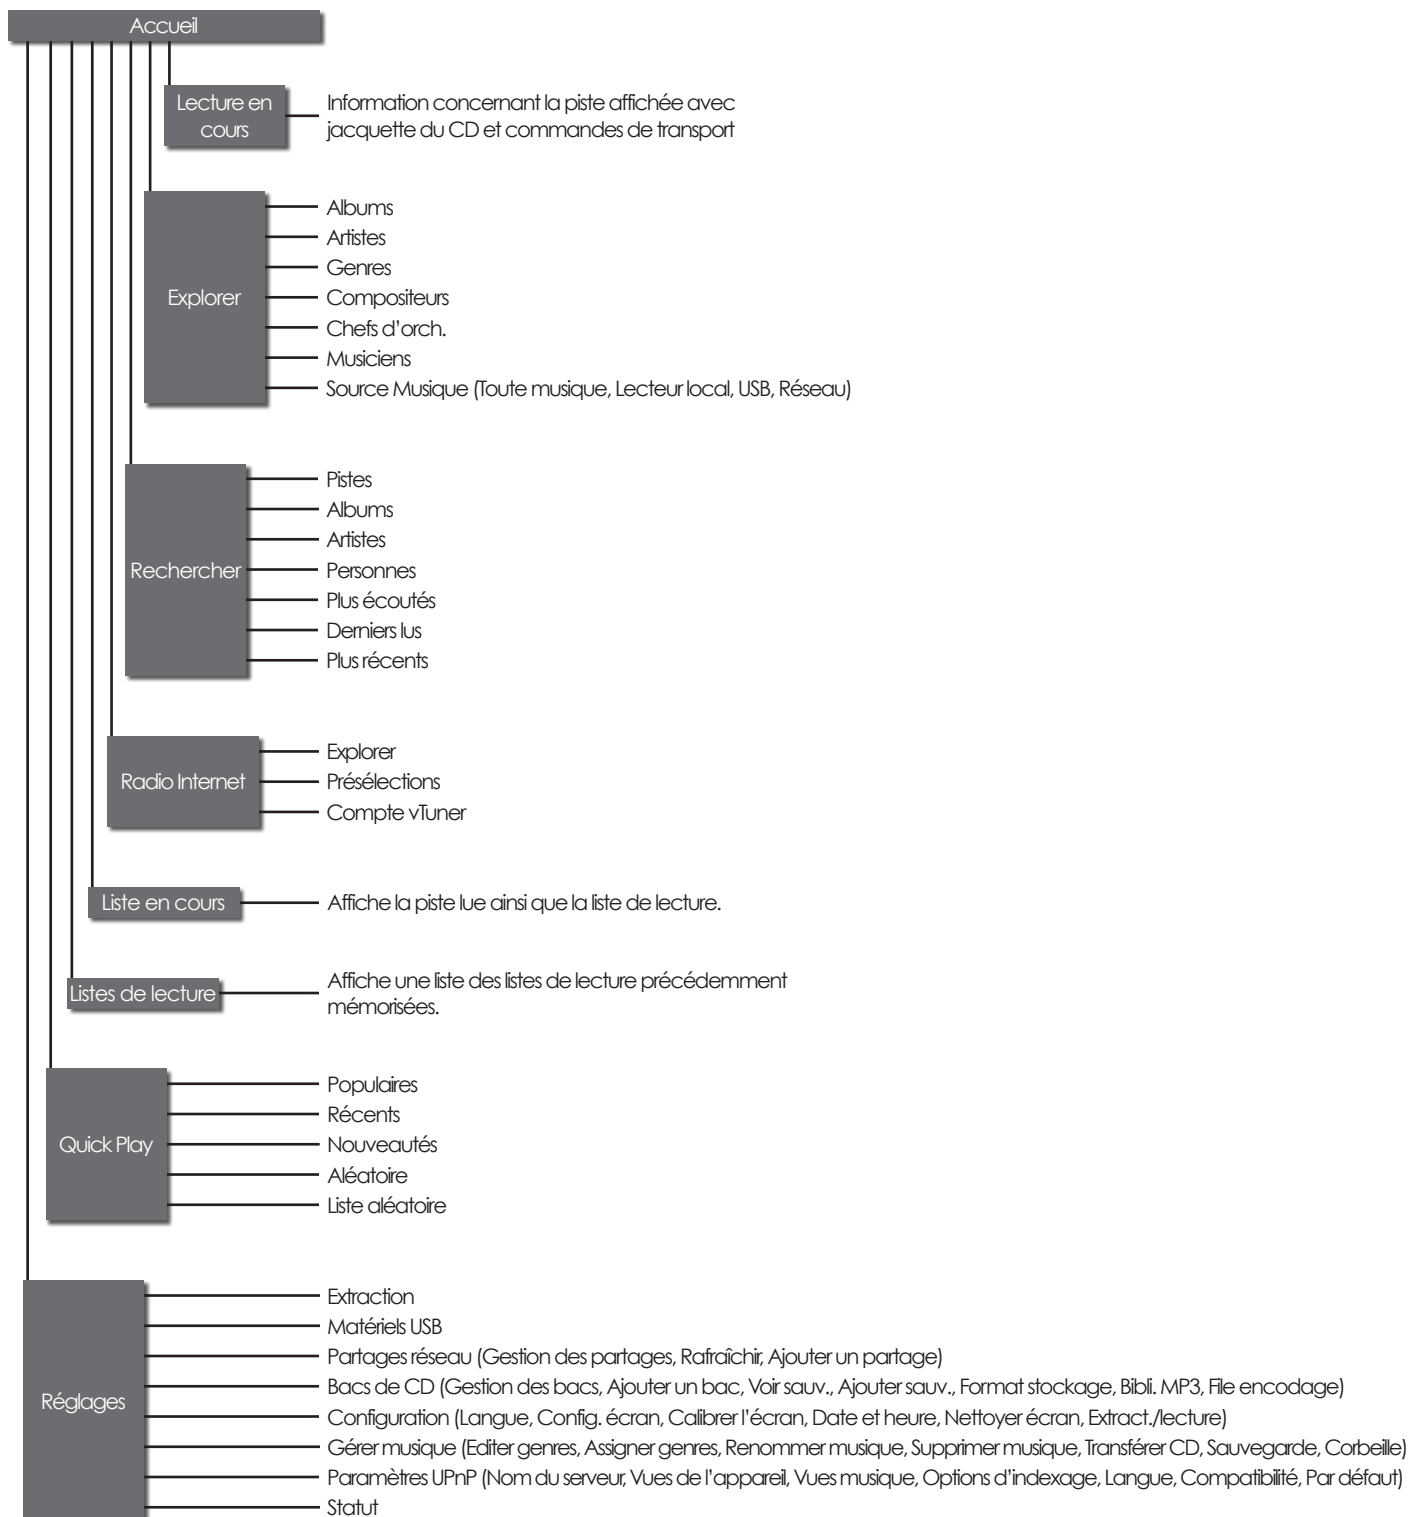 Accueil
Lecture en
cours
Information concernant la piste affichée avec
jacquette du CD et commandes de transport
Explorer
Albums
Artistes
Genres
Compositeurs
Chefs d'orch.
Musiciens
Source Musique (Toute musique, Lecteur local, USB, Réseau)
Rechercher
Pistes
Albums
Artistes
Personnes
Plus écoutés
Derniers lus
Plus récents
Radio Internet
Explorer
Présélections
Compte vTuner
Liste en cours
Affiche la piste lue ainsi que la liste de lecture.
Listes de lecture
Affiche une liste des listes de lecture précédemment
mémorisées.
Quick Play
Populaires
Récents
Nouveautés
Aléatoire
Liste aléatoire
Réglages
Extraction
Matériels USB
Partages réseau (Gestion des partages, Rafraîchir, Ajouter un partage)
Bacs de CD (Gestion des bacs, Ajouter un bac, Voir sauv., Ajouter sauv., Format stockage, Bibli. MP3, File encodage)
Configuration (Langue, Config. écran, Calibrer l'écran, Date et heure, Nettoyer écran, Extract./lecture)
Gérer musique (Editer genres, Assigner genres, Renommer musique, Supprimer musique, Transférer CD, Sauvegarde, Corbeille)
Paramètres UPnP (Nom du serveur, Vues de l'appareil, Vues musique, Options d'indexage, Langue, Compatibilité, Par défaut)
Statut